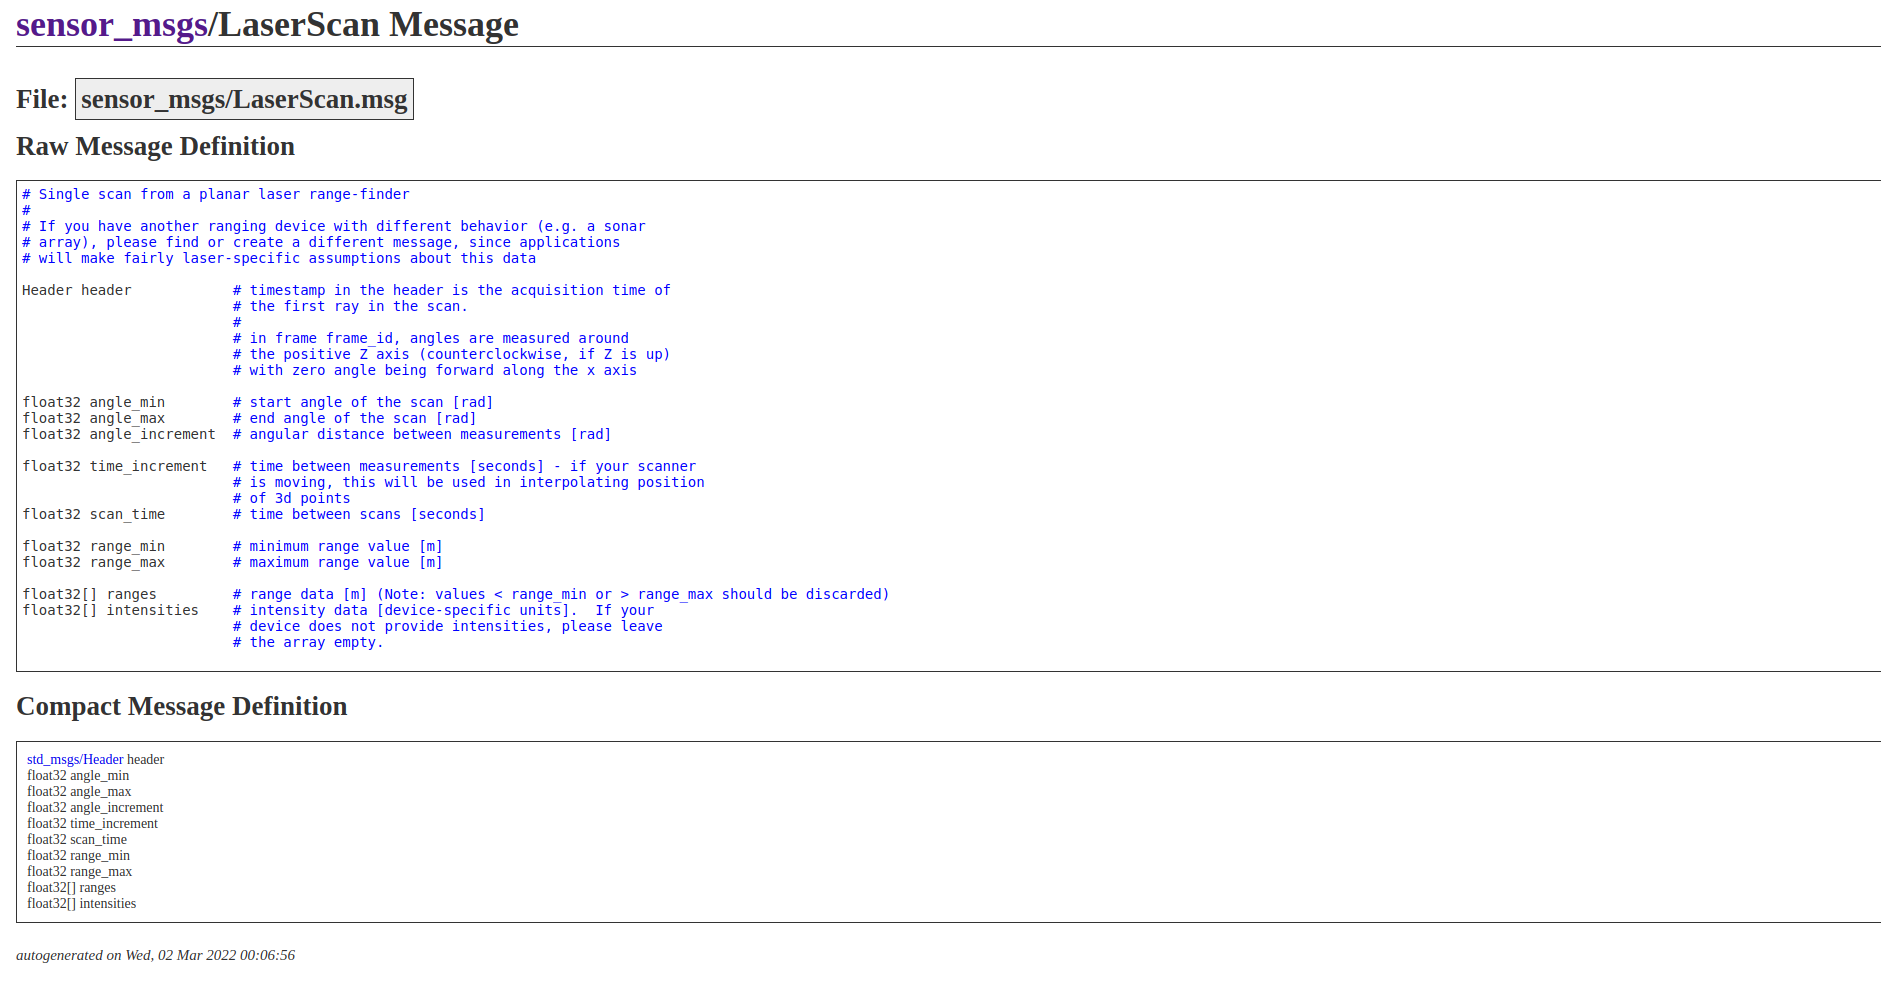 sensor_msgs/LaserScan Message
File: sensor_msgs/LaserScan.msg
Raw Message Definition
# Single scan from a planar laser range-finder
#
# If you have another ranging device with different behavior (e.g. a sonar
# array), please find or create a different message, since applications
# will make fairly laser-specific assumptions about this data
Header header            # timestamp in the header is the acquisition time of
                         # the first ray in the scan.
                         #
                         # in frame frame_id, angles are measured around
                         # the positive Z axis (counterclockwise, if Z is up)
                         # with zero angle being forward along the x axis
float32 angle_min        # start angle of the scan [rad]
float32 angle_max        # end angle of the scan [rad]
float32 angle_increment  # angular distance between measurements [rad]
float32 time_increment   # time between measurements [seconds] - if your scanner
                         # is moving, this will be used in interpolating position
                         # of 3d points
float32 scan_time        # time between scans [seconds]
float32 range_min        # minimum range value [m]
float32 range_max        # maximum range value [m]
float32[] ranges         # range data [m] (Note: values < range_min or > range_max should be discarded)
float32[] intensities    # intensity data [device-specific units].  If your
                         # device does not provide intensities, please leave
                         # the array empty.
Compact Message Definition
std_msgs/Header header
float32 angle_min
float32 angle_max
float32 angle_increment
float32 time_increment
float32 scan_time
float32 range_min
float32 range_max
float32[] ranges
float32[] intensities
autogenerated on Wed, 02 Mar 2022 00:06:56